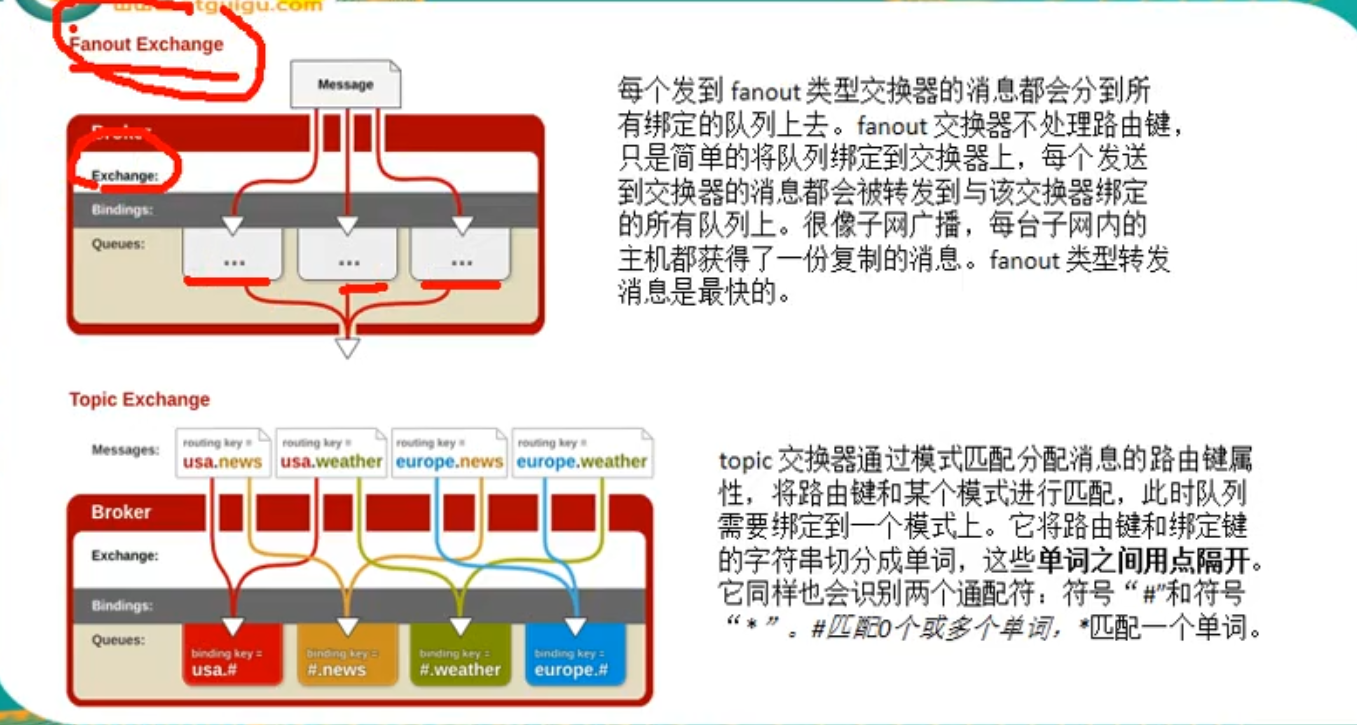 tguigu.com
Fanout Exchange
Message
Broker
Exchange:
Bindings:
Queues:
... ... ...
每个发到 fanout 类型交换器的消息都会分到所
有绑定的队列上去。fanout 交换器不处理路由键，
只是简单的将队列绑定到交换器上，每个发送
到交换器的消息都会被转发到与该交换器绑定
的所有队列上。很像子网广播，每台子网内的
主机都获得了一份复制的消息。fanout 类型转发
消息是最快的。
Topic Exchange
Messages:
routing key = routing key = routing key = routing key =
usa.news usa.weather europe.news europe.weather
Broker
Exchange:
Bindings:
Queues:
binding key = binding key = binding key = binding key =
usa.# #.news #.weather europe.#
topic 交换器通过模式匹配分配消息的路由键属
性，将路由键和某个模式进行匹配，此时队列
需要绑定到一个模式上。它将路由键和绑定键
的字符串切分成单词，这些单词之间用点隔开。
它同样也会识别两个通配符：符号“#”和符号
“*”。#匹配0个或多个单词，*匹配一个单词。